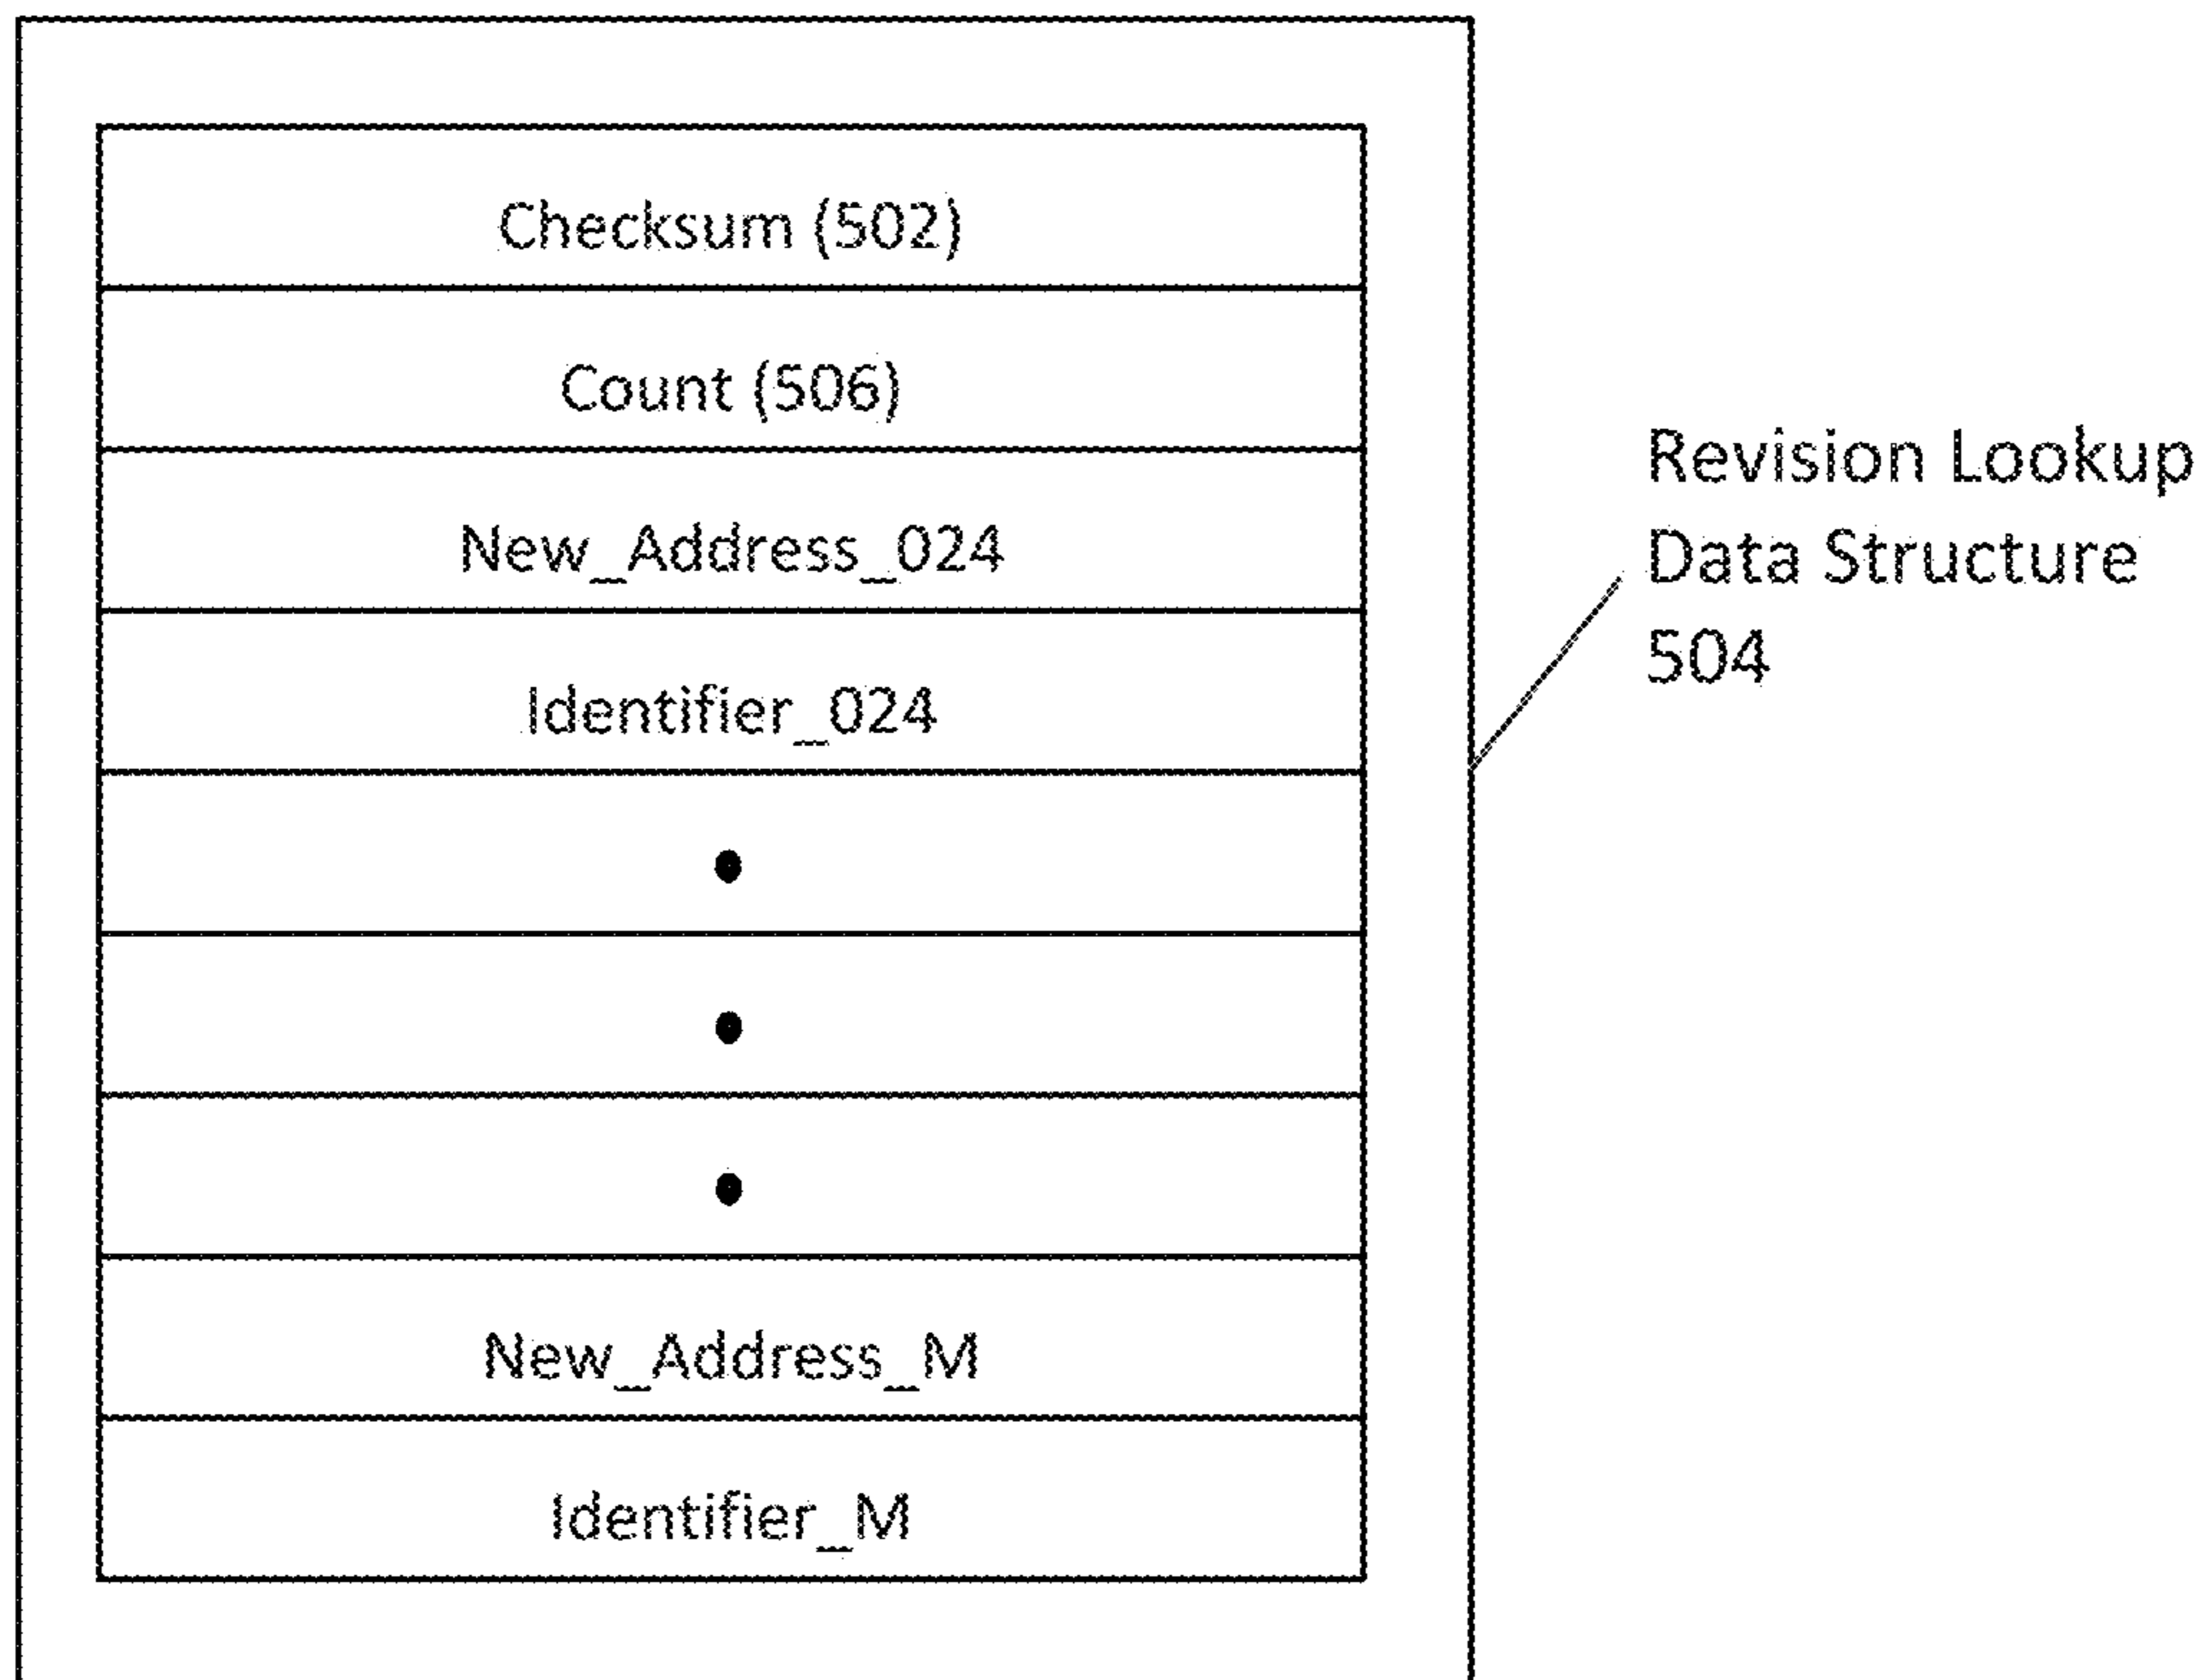 Checksum (502)
Count (506)
New_Address_024
Identifier_024
New_Address_M
Identifier_M
Revision Lookup
Data Structure
504